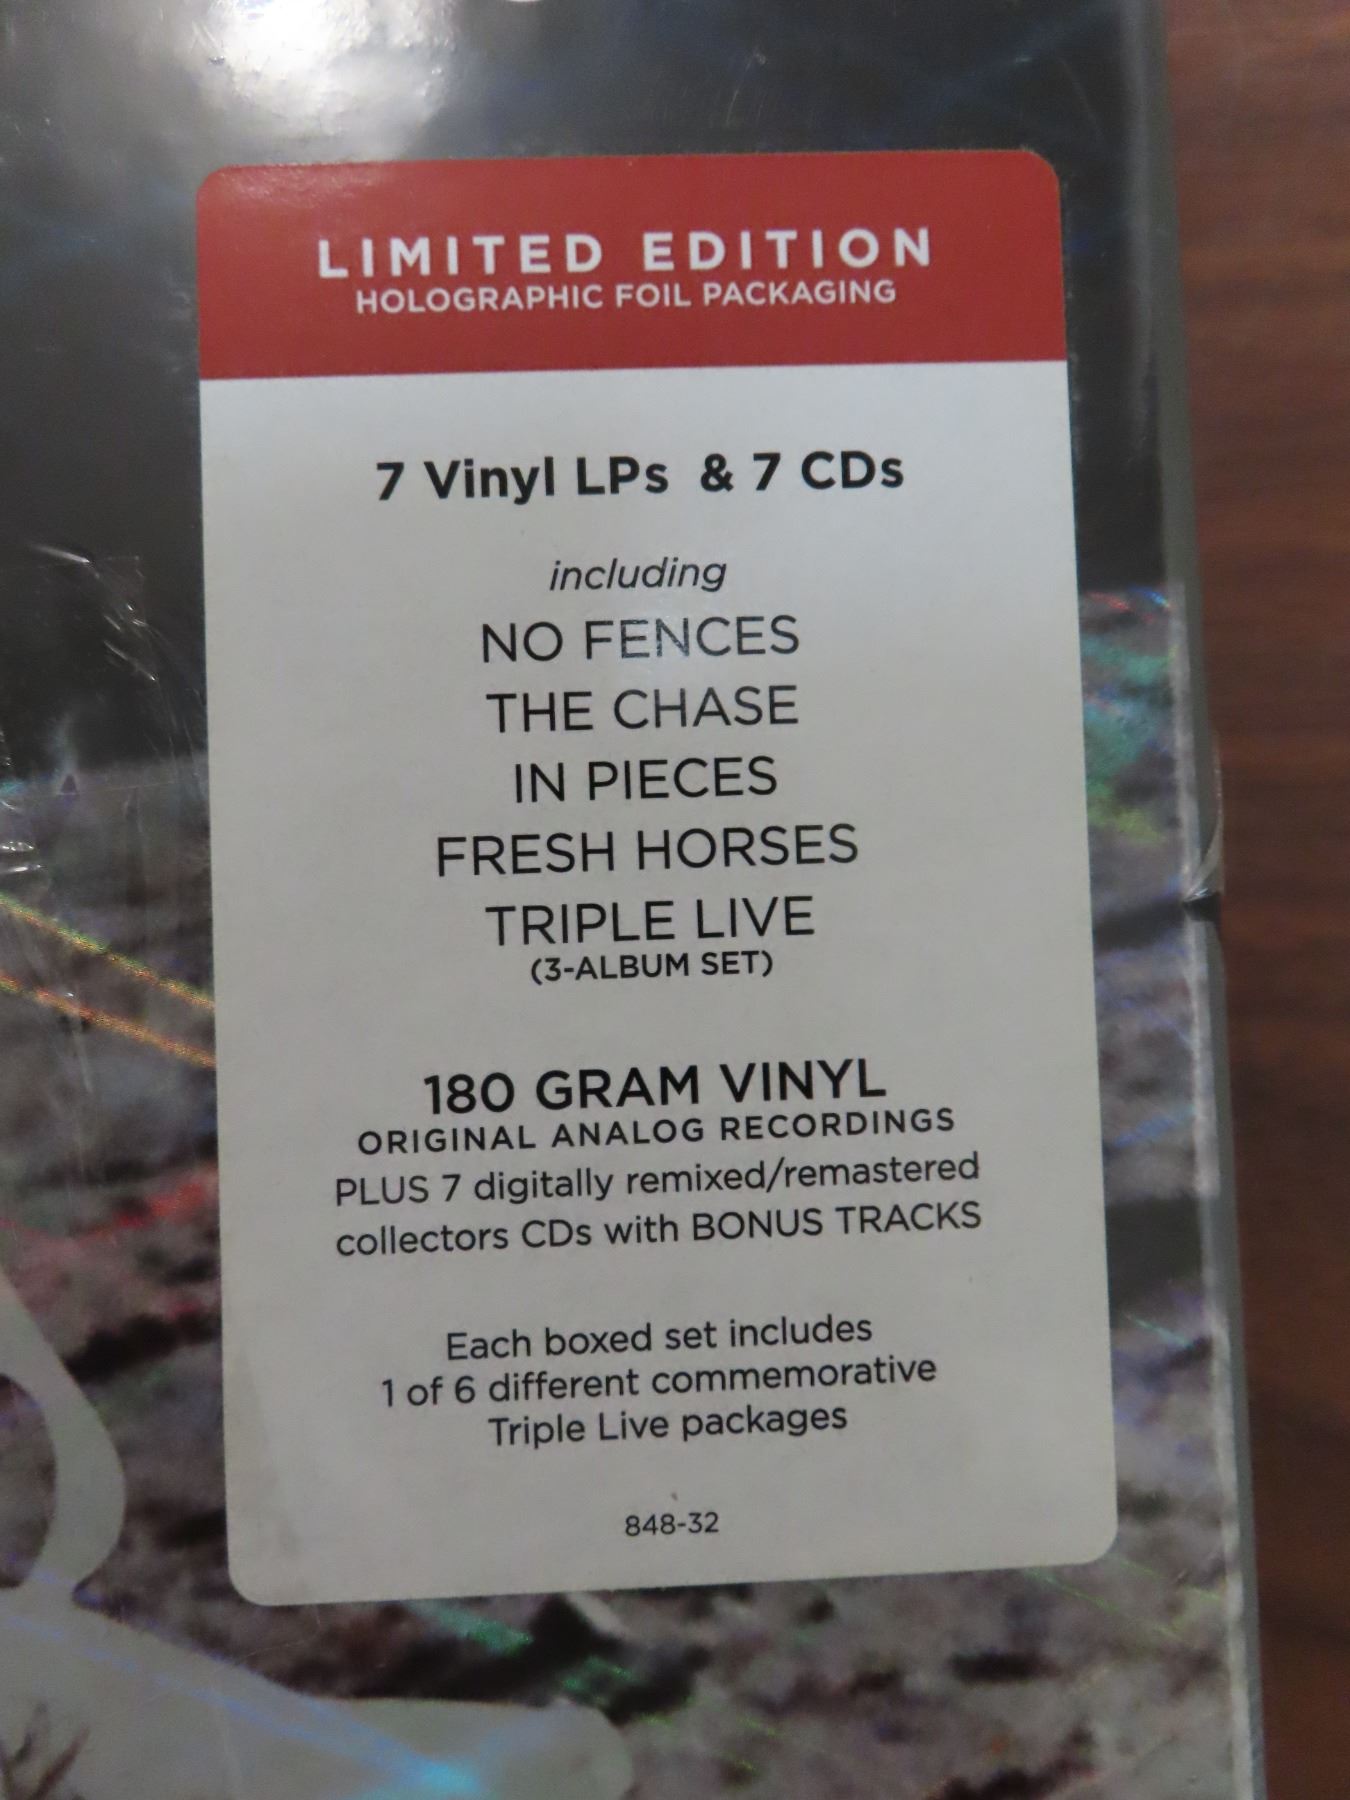 LIMITED EDITION
HOLOGRAPHIC FOIL PACKAGING
7 Vinyl LPs & 7 CDs
including
NO FENCES
THE CHASE
IN PIECES
FRESH HORSES
TRIPLE LIVE
(3-ALBUM SET)
180 GRAM VINYL
ORIGINAL ANALOG RECORDINGS
PLUS 7 digitally remixed/remastered
collectors CDs with BONUS TRACKS
Each boxed set includes
1 of 6 different commemorative
Triple Live packages
848-32